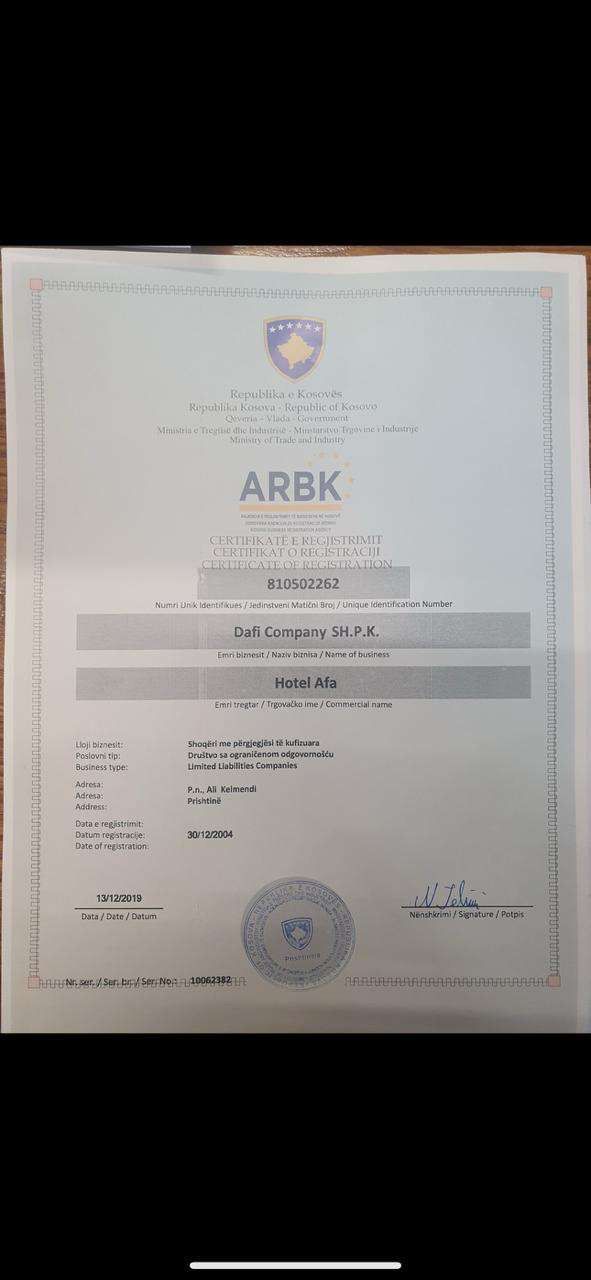 Republika e Kosovës
Republika Kosova - Republic of Kosovo
Qeveria - Vlada - Government
Ministria e Tregtisë dhe Industrisë - Ministarstvo Trgovine i Industrije
Ministry of Trade and Industry
ARBK
CERTIFIKATË E REGJISTRIMIT
CERTIFIKAT O REGISTRACIJI
CERTIFICATE OF REGISTRATION
810502262
Numri Unik Identifikues / Jedinstveni Matični Broj / Unique Identification Number
Dafi Company SH.P.K.
Emri biznesit / Naziv biznisa / Name of business
Hotel Afa
Emri tregtar / Trgovačko ime / Commercial name
Lloji biznesit: Shoqëri me përgjegjësi të kufizuara
Poslovni tip: Društvo sa ograničenom odgovornošću
Business type: Limited Liabilities Companies
Adresa: P.n., Ali Kelmendi
Adresa: Prishtinë
Address:
Data e regjistrimit:
Datum registracije: 30/12/2004
Date of registration:
13/12/2019
Data / Date / Datum
Nënshkrimi / Signature / Potpis
Nr. ser. / Ser. br. / Ser. No.: 10062382